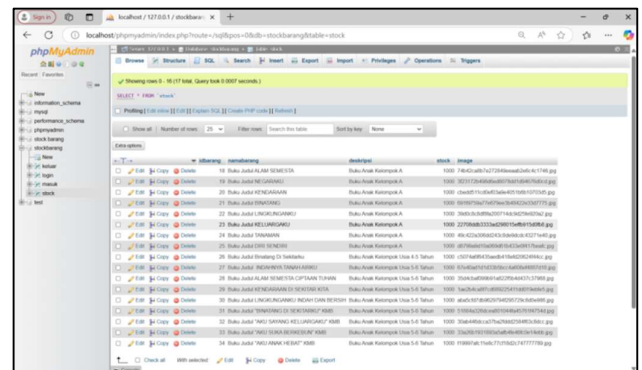 Sign in
localhost / 127.0.0.1 / stockbarang
localhost/phpmyadmin/index.php?route=/sql&pos=0&db=stockbarang&table=stock
phpMyAdmin
Recent Favorites
New
information_schema
mysql
performance_schema
phpmyadmin
stock barang
stockbarang
New
keluar
login
masuk
stock
test
Server: 127.0.0.1 » Database: stockbarang » Table: stock
Browse Structure SQL Search Insert Export Import Privileges Operations Triggers
Showing rows 0 - 16 (17 total, Query took 0.0007 seconds.)
SELECT * FROM `stock`
Profiling [ Edit inline ] [ Edit ] [ Explain SQL ] [ Create PHP code ] [ Refresh ]
Show all Number of rows: 25 Filter rows: Search this table Sort by key: None
Extra options
idbarang namabarang deskripsi stock image
Edit Copy Delete 18 Buku Judul ALAM SEMESTA Buku Anak Kelompok A 1000
Edit Copy Delete 19 Buku Judul NEGARAKU Buku Anak Kelompok A 1000
Edit Copy Delete 20 Buku Judul KENDARAAN Buku Anak Kelompok A 1000
Edit Copy Delete 21 Buku Judul BINATANG Buku Anak Kelompok A 1000
Edit Copy Delete 22 Buku Judul LINGKUNGANKU Buku Anak Kelompok A 1000
Edit Copy Delete 23 Buku Judul KELUARGAKU Buku Anak Kelompok A 1000
Edit Copy Delete 24 Buku Judul TANAMAN Buku Anak Kelompok A 1000
Edit Copy Delete 25 Buku Judul DIRI SENDIRI Buku Anak Kelompok A 1000
Edit Copy Delete 26 Buku Binatang Di Sekitarku Buku Anak Kelompok Usia 4-5 Tahun 1000
Edit Copy Delete 27 Buku Judul INDAHNYA TANAH AIRKU Buku Anak Kelompok Usia 5-6 Tahun 1000
Edit Copy Delete 28 Buku Judul ALAM SEMESTA CIPTAAN TUHAN Buku Anak Kelompok Usia 5-6 Tahun 1000
Edit Copy Delete 29 Buku Judul KENDARAAN DI SEKITAR KITA Buku Anak Kelompok Usia 5-6 Tahun 1000
Edit Copy Delete 30 Buku Judul LINGKUNGANKU INDAH DAN BERSIH Buku Anak Kelompok Usia 5-6 Tahun 1000
Edit Copy Delete 31 Buku Judul "BINATANG DI SEKITARKU" KMB Buku Anak Kelompok Usia 5-6 Tahun 1000
Edit Copy Delete 32 Buku Judul "AKU SAYANG KELUARGAKU" KMB Buku Anak Kelompok Usia 5-6 Tahun 1000
Edit Copy Delete 33 Buku Judul "AKU SUKA BERKEBUN" KMB Buku Anak Kelompok Usia 5-6 Tahun 1000
Edit Copy Delete 34 Buku Judul "AKU ANAK HEBAT" KMB Buku Anak Kelompok Usia 5-6 Tahun 1000
Check all With selected: Edit Copy Delete Export